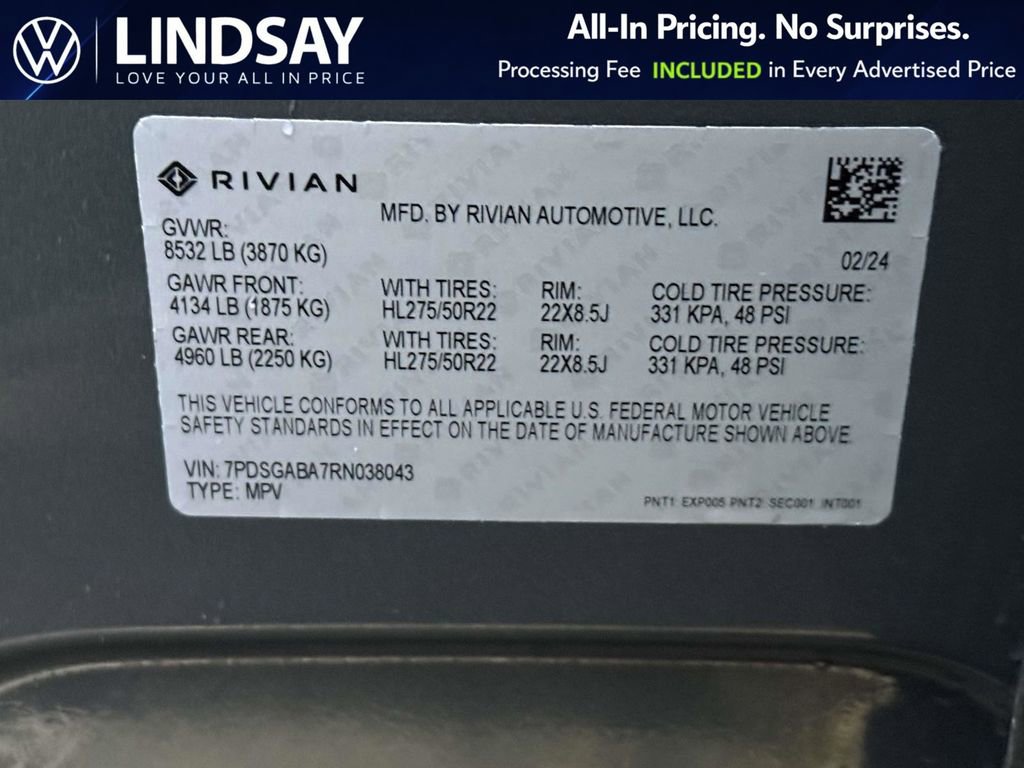 LINDSAY
LOVE YOUR ALL IN PRICE
All-In Pricing. No Surprises.
Processing Fee INCLUDED in Every Advertised Price
RIVIAN
MFD. BY RIVIAN AUTOMOTIVE, LLC.
GVWR:
8532 LB (3870 KG)
02/24
GAWR FRONT: WITH TIRES: RIM: COLD TIRE PRESSURE:
4134 LB (1875 KG) HL275/50R22 22X8.5J 331 KPA, 48 PSI
GAWR REAR: WITH TIRES: RIM: COLD TIRE PRESSURE:
4960 LB (2250 KG) HL275/50R22 22X8.5J 331 KPA, 48 PSI
THIS VEHICLE CONFORMS TO ALL APPLICABLE U.S. FEDERAL MOTOR VEHICLE
SAFETY STANDARDS IN EFFECT ON THE DATE OF MANUFACTURE SHOWN ABOVE.
VIN: 7PDSGABA7RN038043
TYPE: MPV
PNT1 EXP005 PNT2 SEC001 INT001